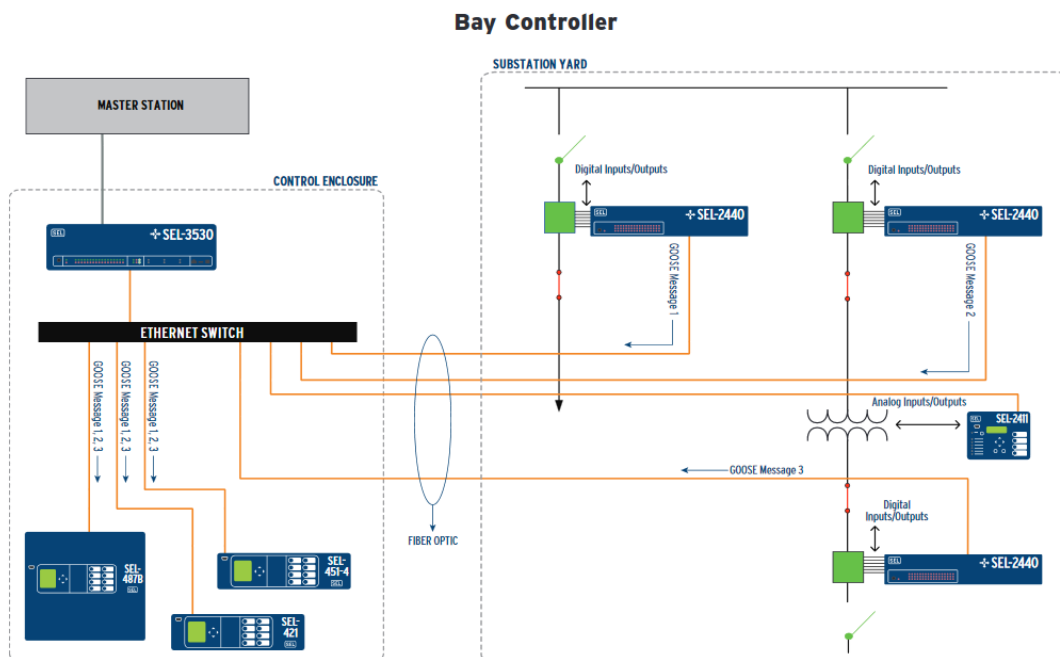 Bay Controller
SUBSTATION YARD
MASTER STATION
CONTROL ENCLOSURE
SEL
SEL-3530
ETHERNET SWITCH
GOOSE Message 1, 2, 3
GOOSE Message 1, 2, 3
GOOSE Message 1, 2, 3
SEL-
487B
SEL
SEL-
451-4
SEL
SEL-
421
SEL
FIBER OPTIC
Digital Inputs/Outputs
SEL
SEL-2440
GOOSE Message 1
Digital Inputs/Outputs
SEL
SEL-2440
GOOSE Message 2
Analog Inputs/Outputs
SEL
SEL-2411
GOOSE Message 3
Digital
Inputs/Outputs
SEL
SEL-2440